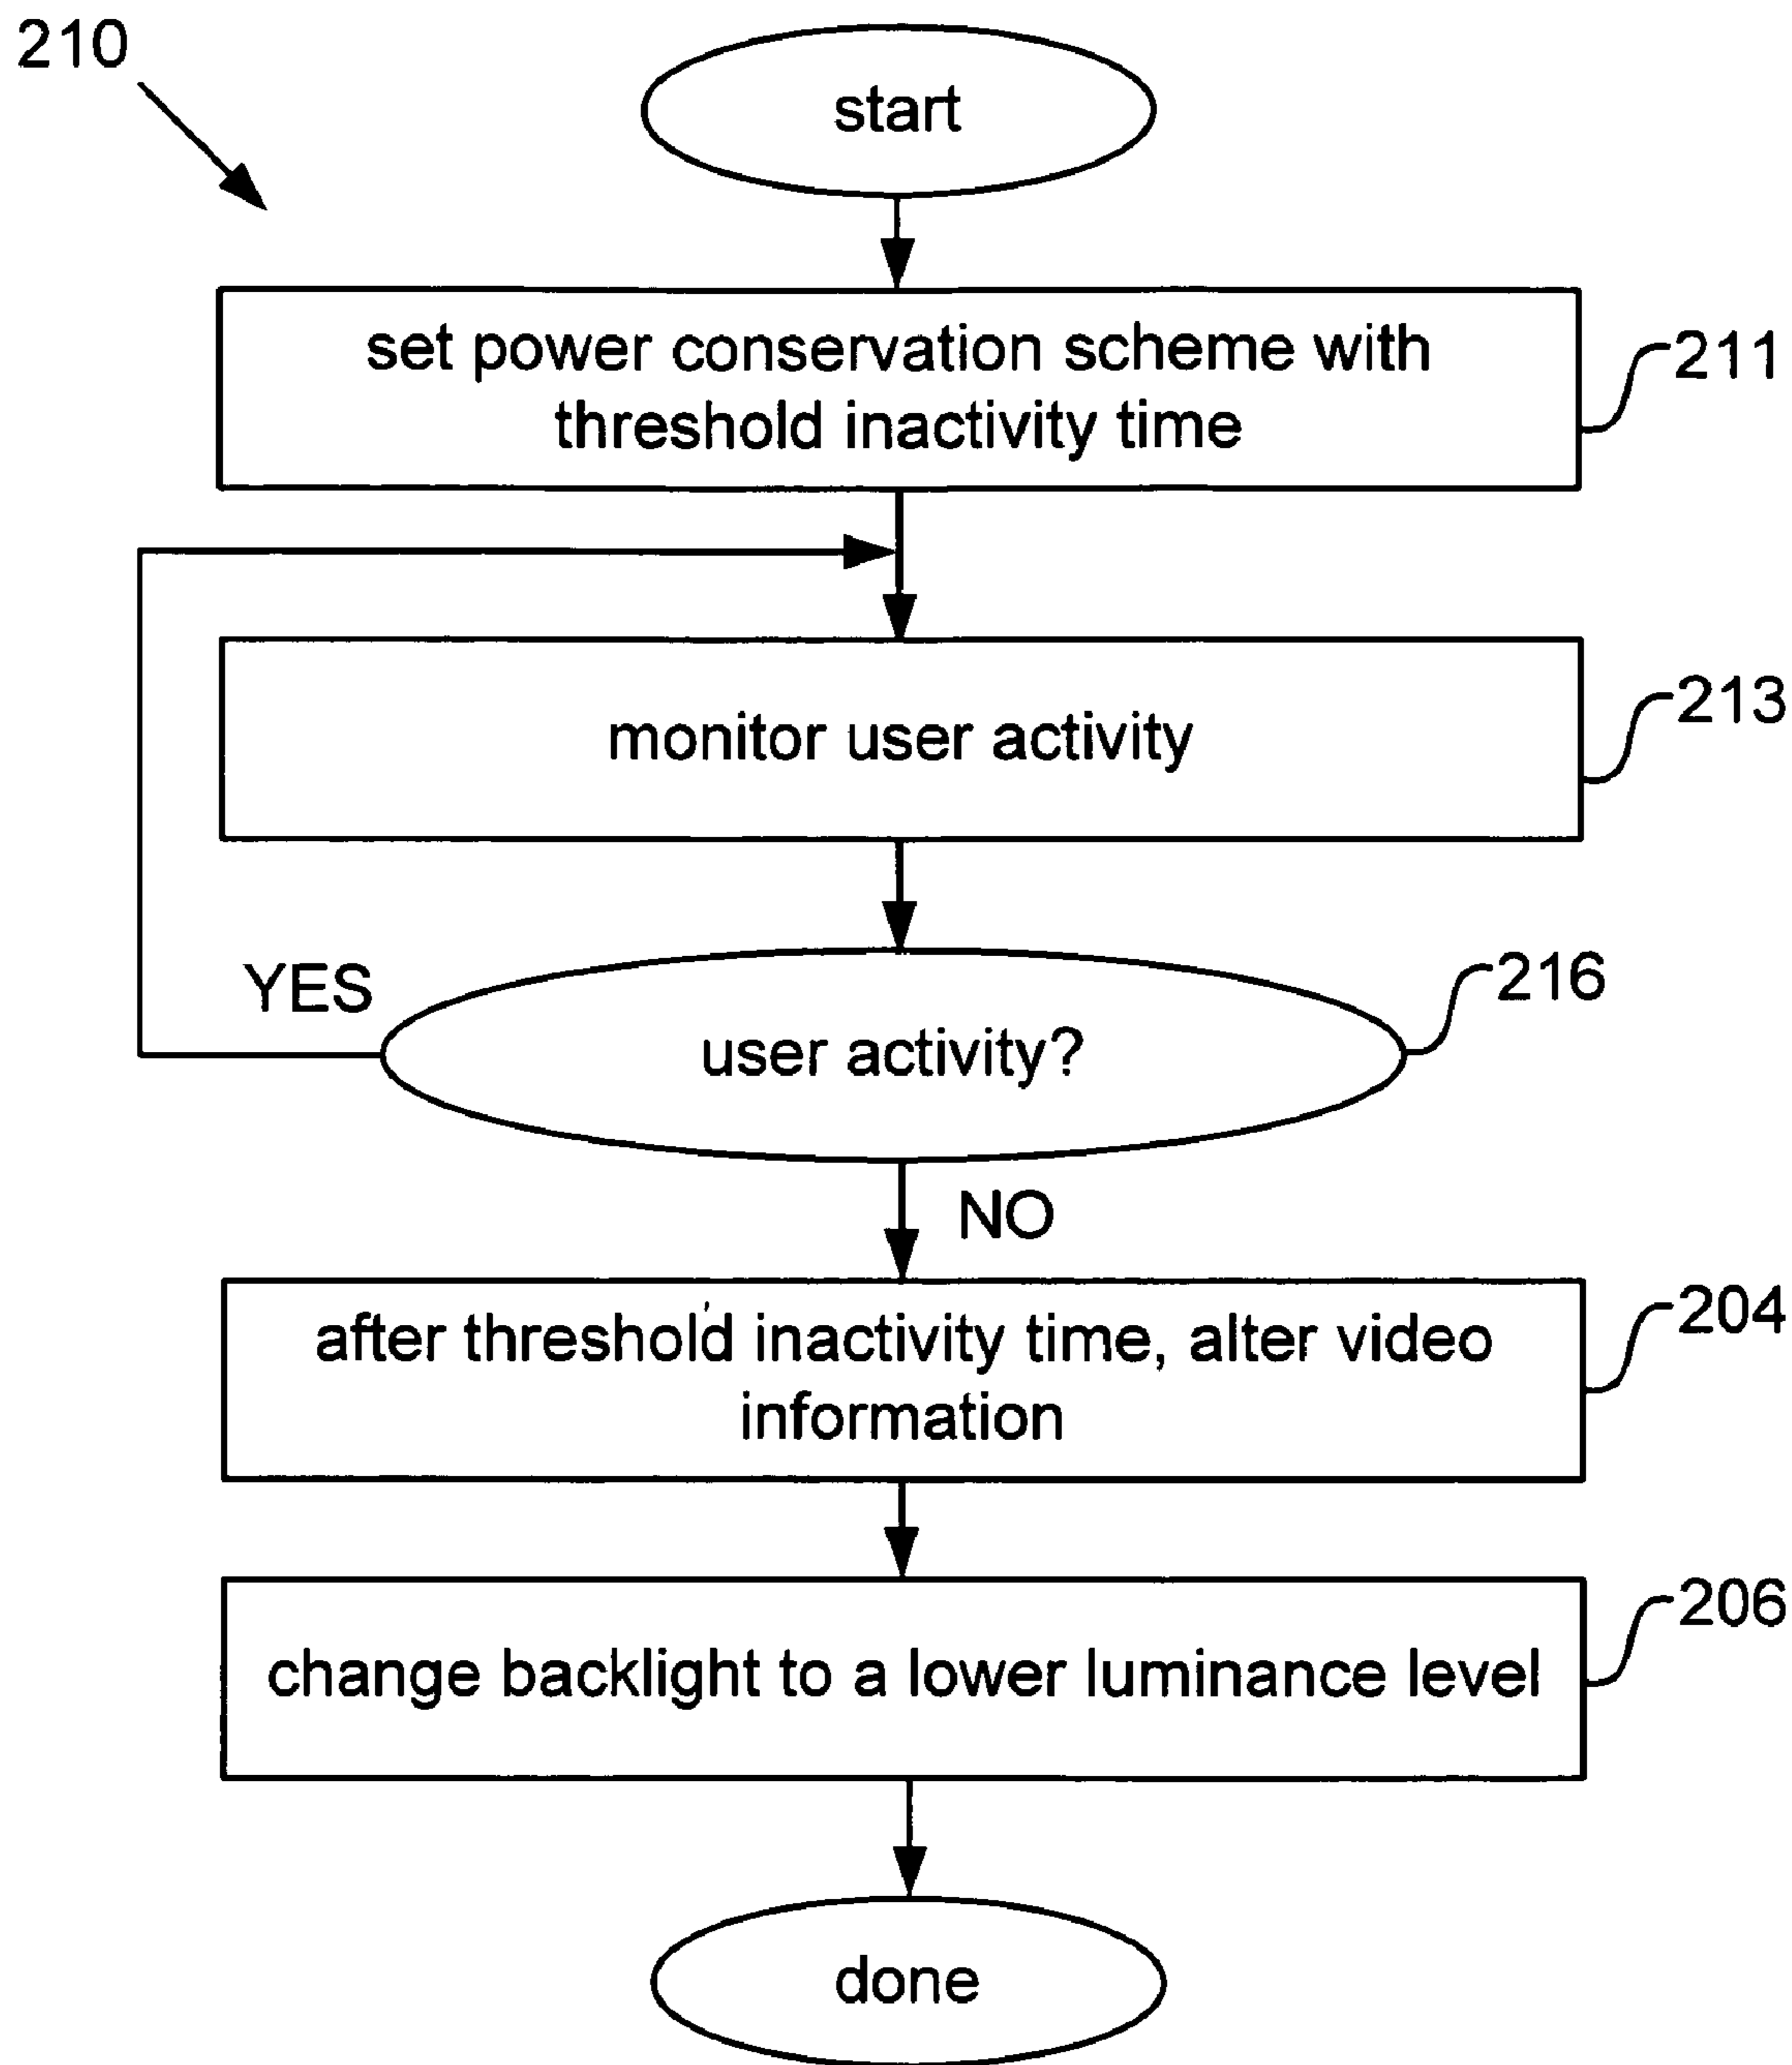 210
start
set power conservation scheme with
threshold inactivity time
211
monitor user activity
213
YES
user activity?
216
NO
after threshold inactivity time, alter video
information
204
change backlight to a lower luminance level
206
done